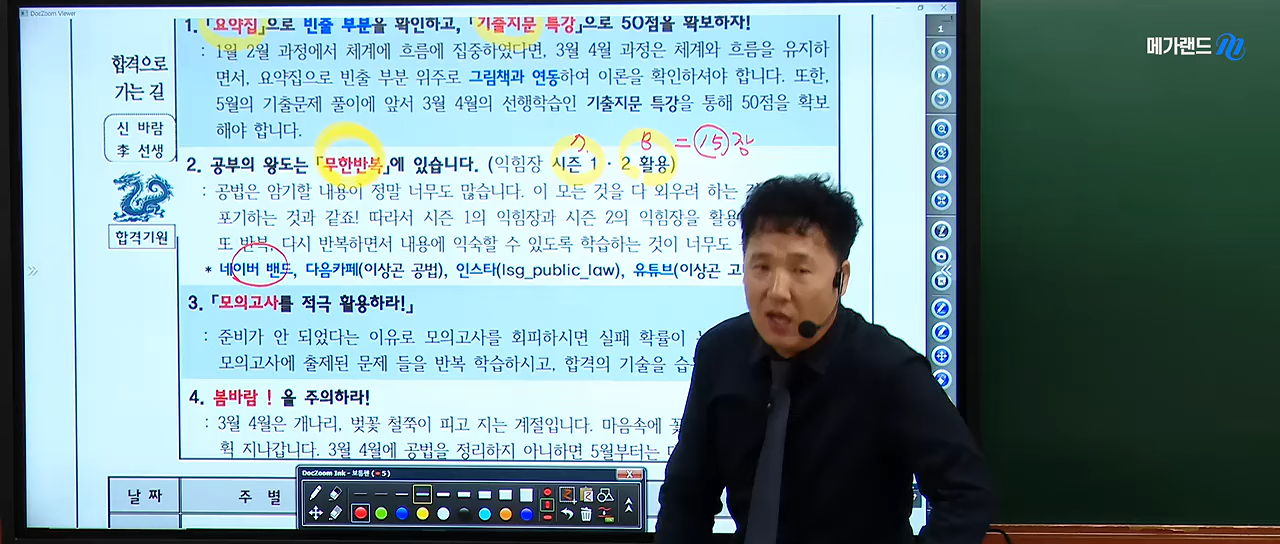 DocZoom Viewer
메가랜드
1
1. 「요약집」으로 빈출 부분을 확인하고, 「기출지문 특강」으로 50점을 확보하자!
: 1월 2월 과정에서 체계에 흐름에 집중하였다면, 3월 4월 과정은 체계와 흐름을 유지하
면서, 요약집으로 빈출 부분 위주로 그림책과 연동하여 이론을 확인하셔야 합니다. 또한,
5월의 기출문제 풀이에 앞서 3월 4월의 선행학습인 기출지문 특강을 통해 50점을 확보
해야 합니다.
합격으로
가는 길
신 바람
李 선생
합격기원
B = 15장
2. 공부의 왕도는 「무한반복」에 있습니다. (익힘장 시즌 1 · 2 활용)
: 공법은 암기할 내용이 정말 너무도 많습니다. 이 모든 것을 다 외우려 하는
포기하는 것과 같죠! 따라서 시즌 1의 익힘장과 시즌 2의 익힘장을 활용
또 반복, 다시 반복하면서 내용에 익숙할 수 있도록 학습하는 것이 너무도
* 네이버 밴드, 다음카페(이상곤 공법), 인스타(lsg_public_law), 유튜브(이상곤 고
3. 「모의고사를 적극 활용하라!」
: 준비가 안 되었다는 이유로 모의고사를 회피하시면 실패 확률이
모의고사에 출제된 문제 들을 반복 학습하시고, 합격의 기술을 습
4. 봄바람 ! 을 주의하라!
: 3월 4월은 개나리, 벚꽃 철쭉이 피고 지는 계절입니다. 마음속에
획 지나갑니다. 3월 4월에 공법을 정리하지 아니하면 5월부터는
DocZoom Ink - 보통펜 ( 5 )
날 짜 주 별